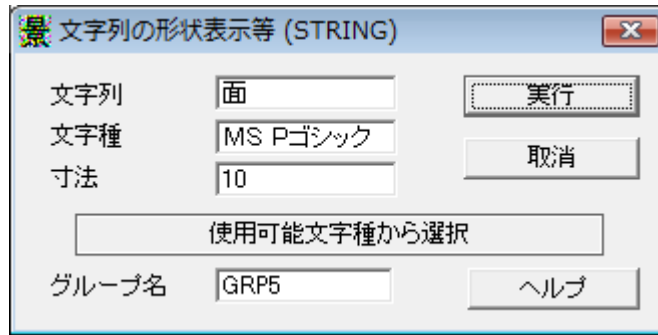 景 文字列の形状表示等 (STRING)
文字列 面 実行
文字種 MS Pゴシック
取消
寸法 10
使用可能文字種から選択
グループ名 GRP5 ヘルプ